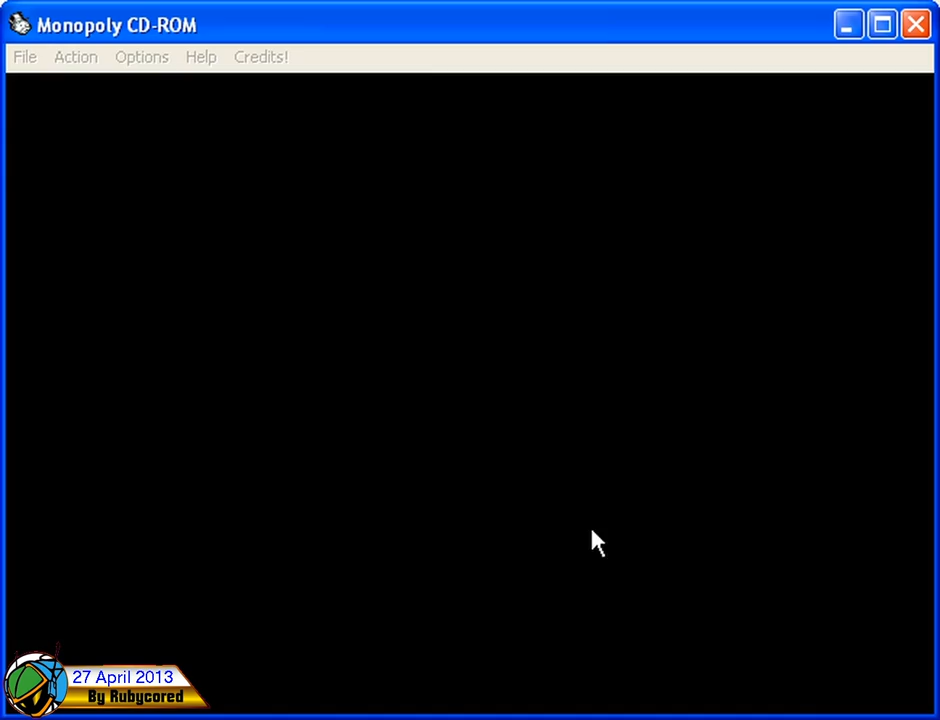 Monopoly CD-ROM
File Action Options Help Credits!
27 April 2013
By Rubycored